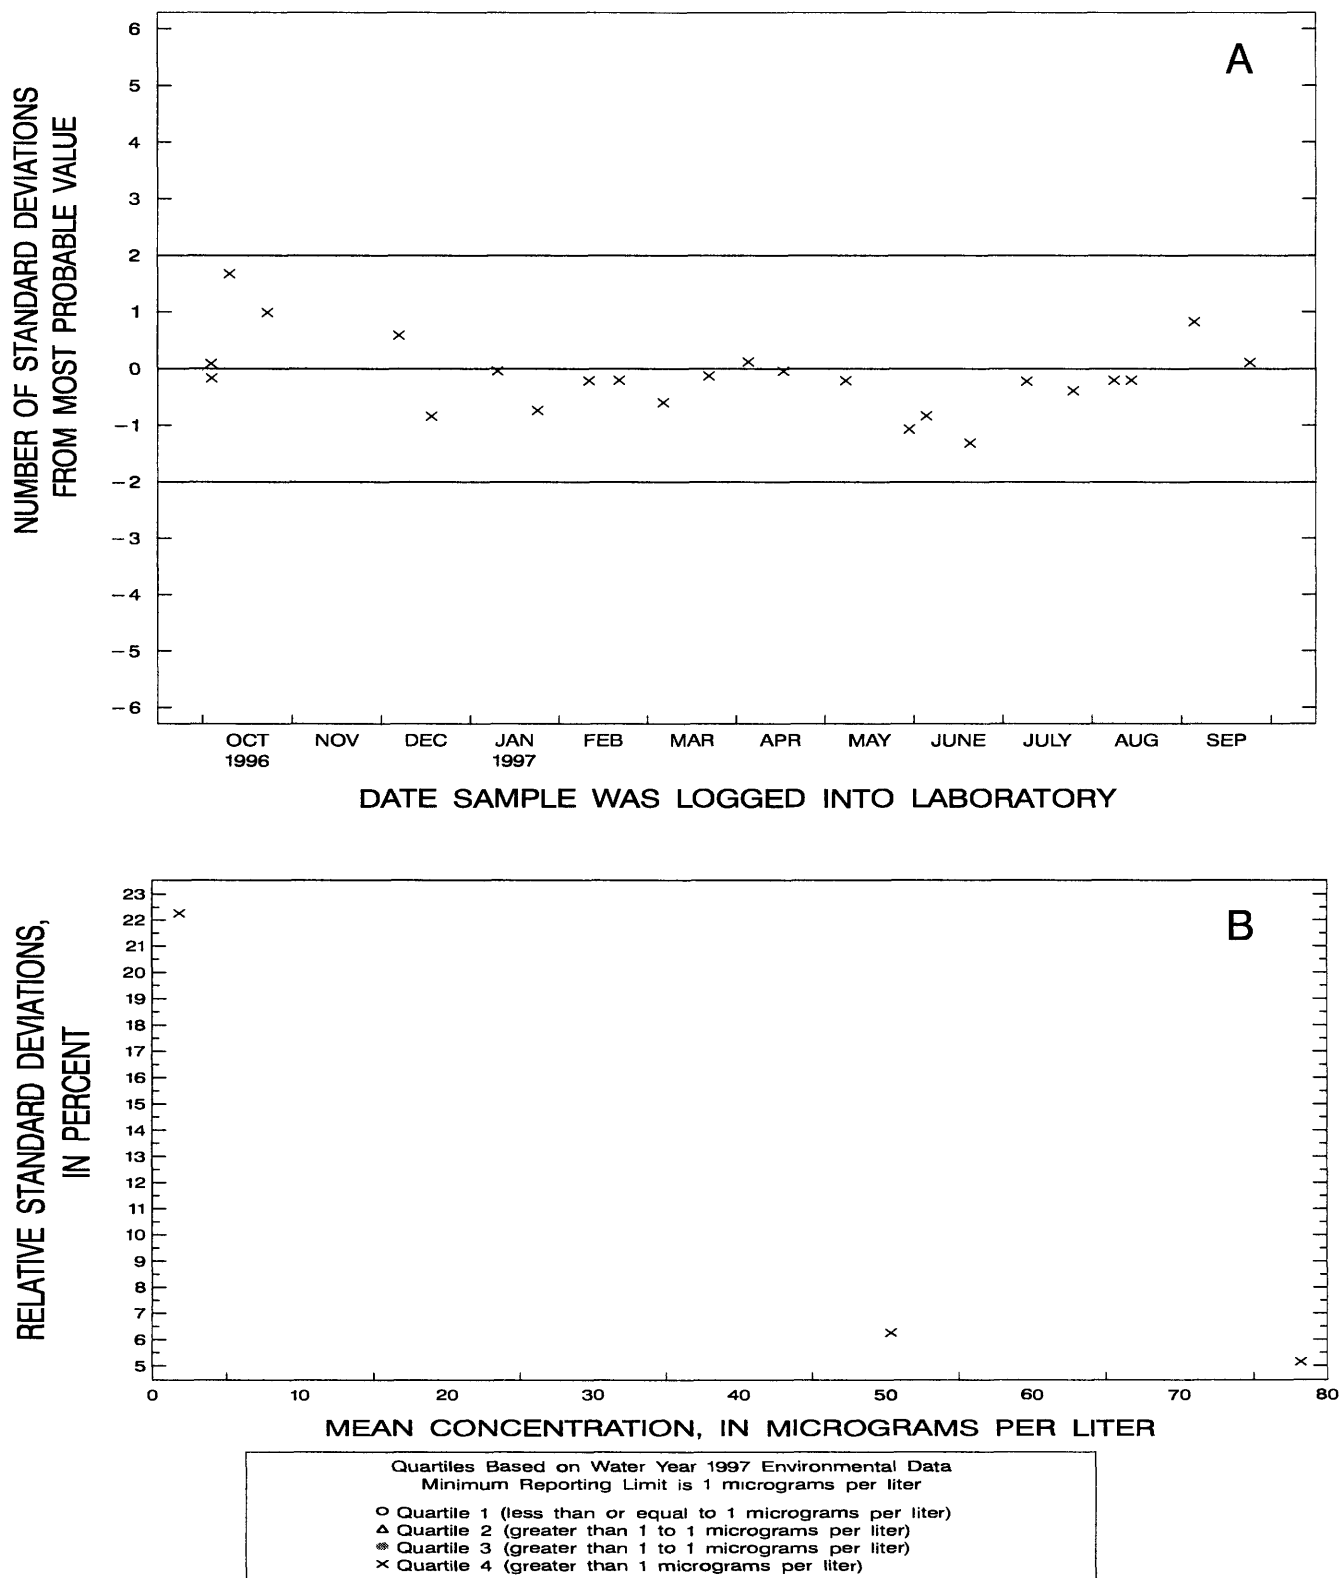 A
NUMBER OF STANDARD DEVIATIONS
FROM MOST PROBABLE VALUE
6
5
4
3
2
1
0
−1
−2
−3
−4
−5
−6
OCT NOV DEC JAN FEB MAR APR MAY JUNE JULY AUG SEP
1996 1997
DATE SAMPLE WAS LOGGED INTO LABORATORY
B
RELATIVE STANDARD DEVIATIONS,
IN PERCENT
23
22
21
20
19
18
17
16
15
14
13
12
11
10
9
8
7
6
5
0 10 20 30 40 50 60 70 80
MEAN CONCENTRATION, IN MICROGRAMS PER LITER
Quartiles Based on Water Year 1997 Environmental Data
Minimum Reporting Limit is 1 micrograms per liter
Quartile 1 (less than or equal to 1 micrograms per liter)
Quartile 2 (greater than 1 to 1 micrograms per liter)
Quartile 3 (greater than 1 to 1 micrograms per liter)
Quartile 4 (greater than 1 micrograms per liter)